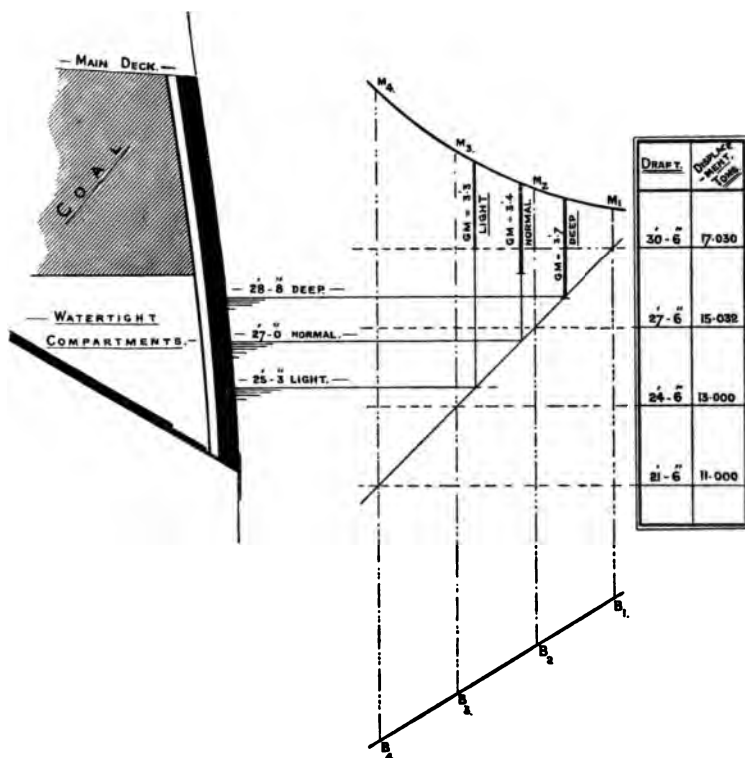 — MAIN DECK. —
COAL
— WATERTIGHT
COMPARTMENTS. —
— 28'-8" DEEP. —
— 27'-0" NORMAL. —
— 25'-3" LIGHT. —
M4.
M3.
M2.
M1
GM = 3'.3
LIGHT
GM = 3'.4
NORMAL
GM = 3'.7
DEEP
DRAFT. DISPLACE
-MENT.
TONS
30'-6" 17.030
27'-6" 15.032
24'-6" 13.000
21'-6" 11.000
B1.
B2
B3.
B4